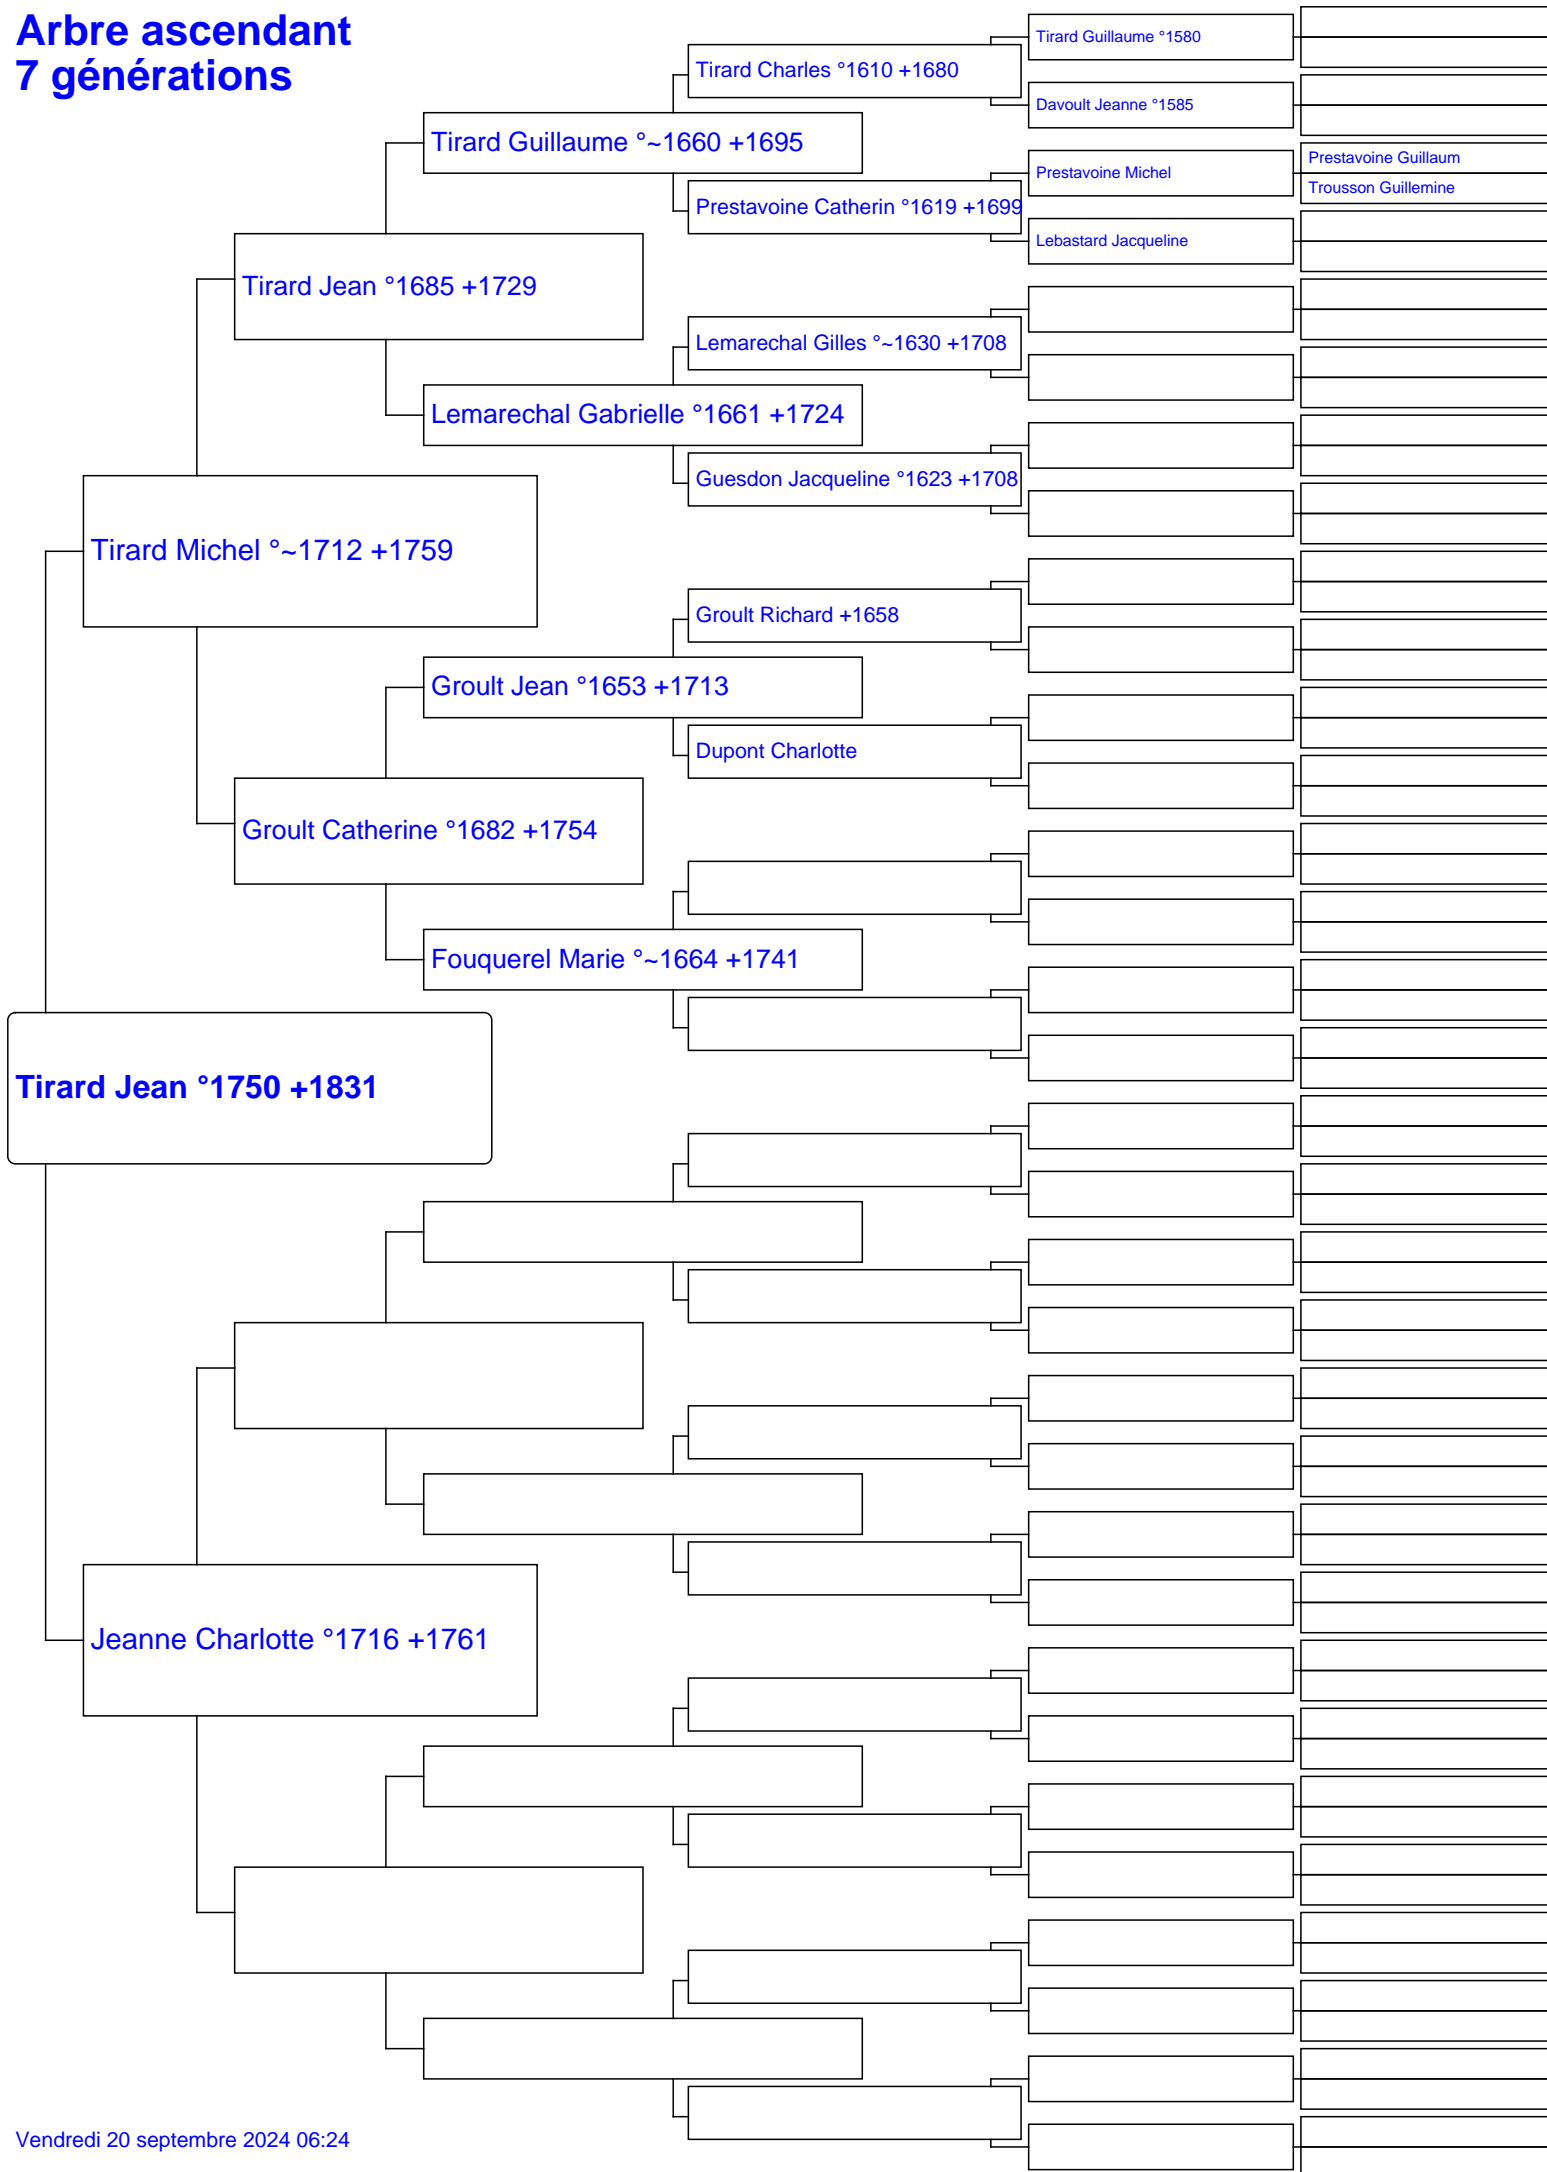 Arbre ascendant
7 générations
Tirard Guillaume °1580
Tirard Charles °1610 +1680
Davoult Jeanne °1585
Tirard Guillaume °~1660 +1695
Prestavoine Guillaum
Prestavoine Michel
Trousson Guillemine
Prestavoine Catherin °1619 +1699
Lebastard Jacqueline
Tirard Jean °1685 +1729
Lemarechal Gilles °~1630 +1708
Lemarechal Gabrielle °1661 +1724
Guesdon Jacqueline °1623 +1708
Tirard Michel °~1712 +1759
Groult Richard +1658
Groult Jean °1653 +1713
Dupont Charlotte
Groult Catherine °1682 +1754
Fouquerel Marie °~1664 +1741
Tirard Jean °1750 +1831
Jeanne Charlotte °1716 +1761
Vendredi 20 septembre 2024 06:24